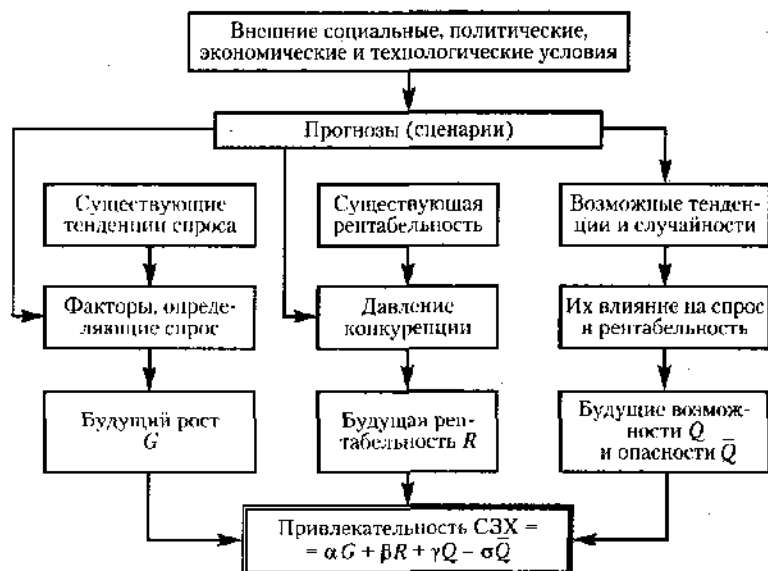 Внешние социальные, политические,
экономические и технологические условия
Прогнозы (сценарии)
Существующие
тенденции спроса
Существующая
рентабельность
Возможные тенден-
ции и случайности
Факторы, опреде-
ляющие спрос
Давление
конкуренции
Их влияние на спрос
и рентабельность
Будущий рост
G
Будущая рен-
табельность R
Будущие возмож-
ности Q
и опасности Q̅
Привлекательность СЗХ =
= αG + βR + γQ − σQ̅